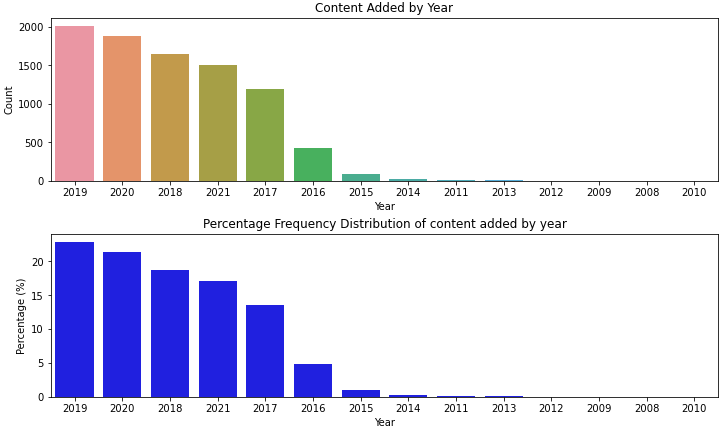 Content Added by Year
2000
1500
1000
500
0
Count
2019 2020 2018 2021 2017 2016 2015 2014 2011 2013 2012 2009 2008 2010
Year
Percentage Frequency Distribution of content added by year
20
15
10
5
0
Percentage (%)
2019 2020 2018 2021 2017 2016 2015 2014 2011 2013 2012 2009 2008 2010
Year